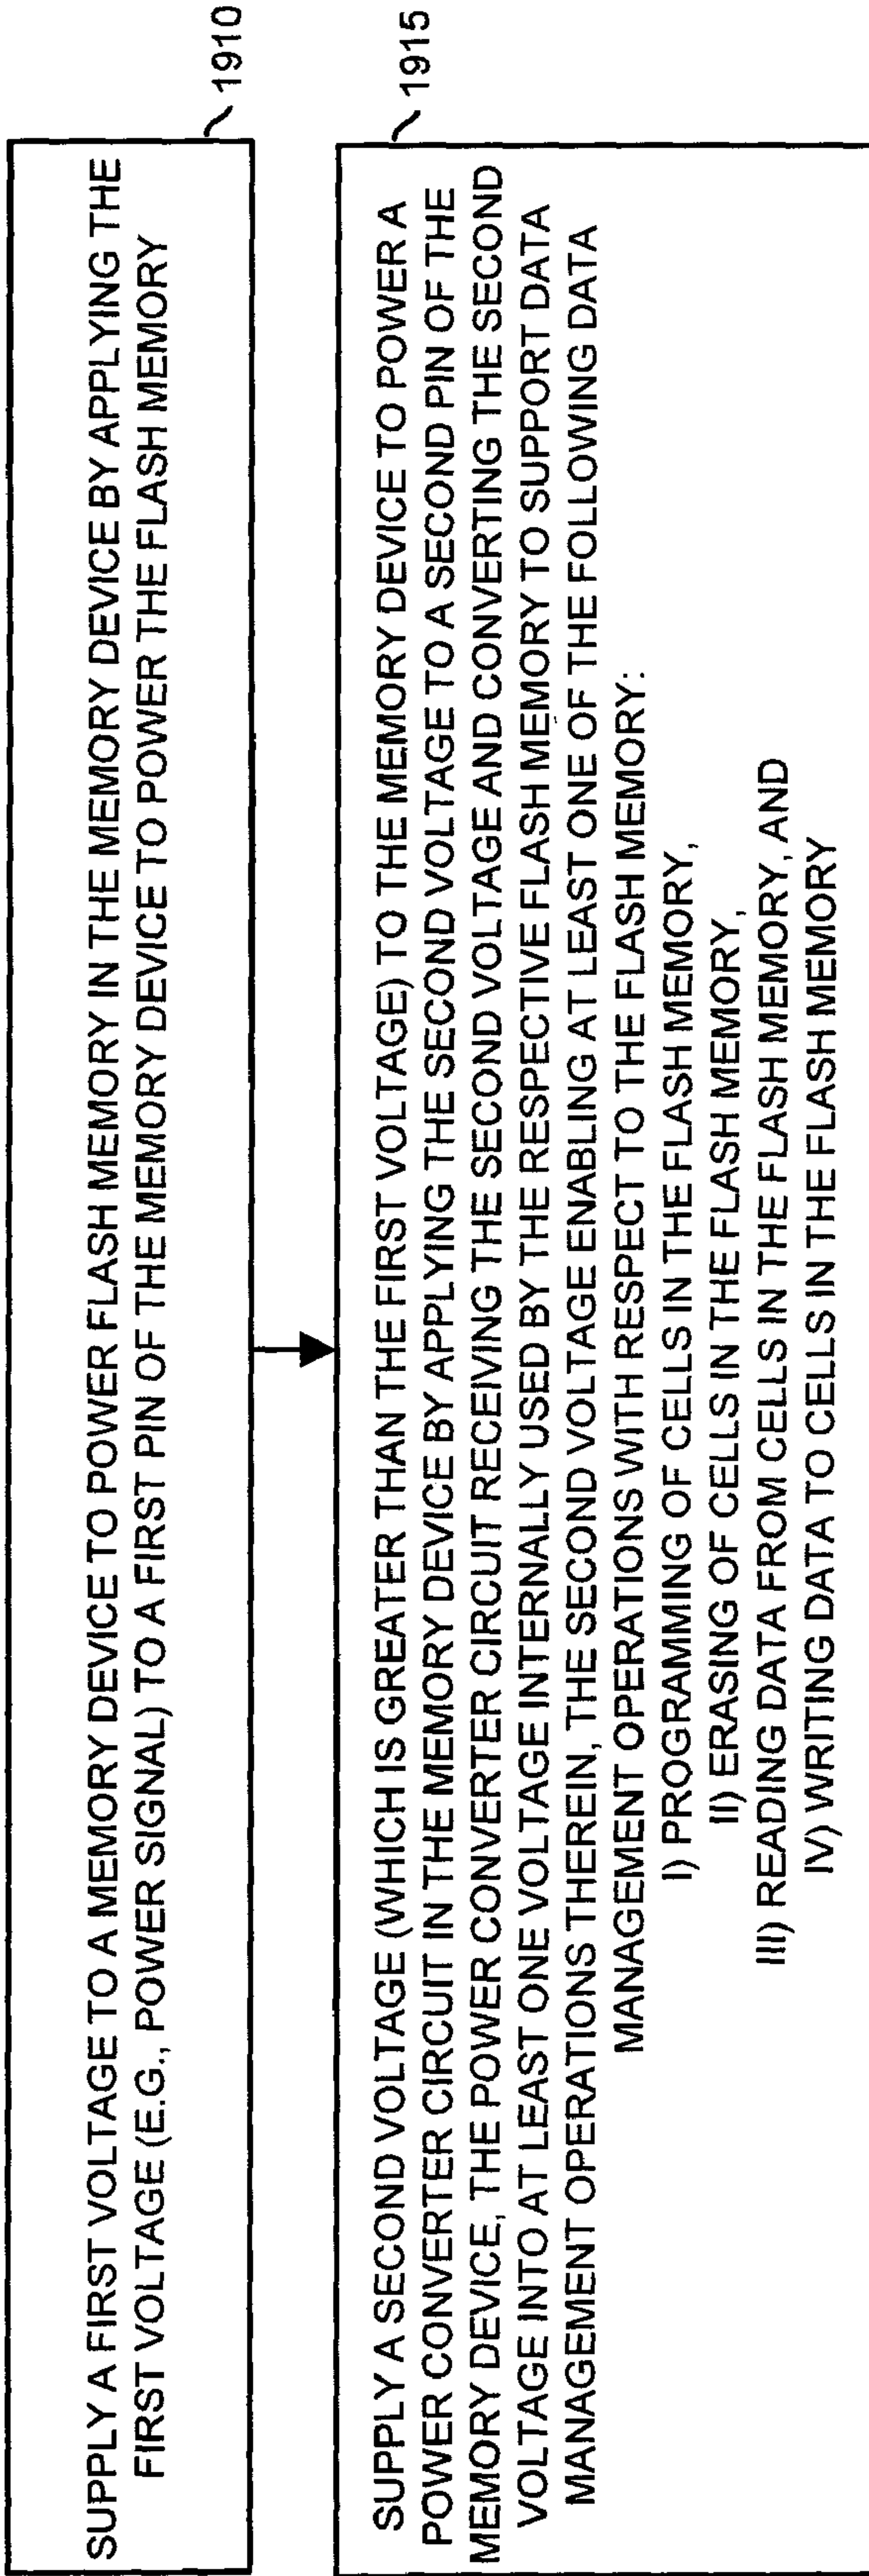 SUPPLY A FIRST VOLTAGE TO A MEMORY DEVICE TO POWER FLASH MEMORY IN THE MEMORY DEVICE BY APPLYING THE
FIRST VOLTAGE (E.G., POWER SIGNAL) TO A FIRST PIN OF THE MEMORY DEVICE TO POWER THE FLASH MEMORY
1910
SUPPLY A SECOND VOLTAGE (WHICH IS GREATER THAN THE FIRST VOLTAGE) TO THE MEMORY DEVICE TO POWER A
POWER CONVERTER CIRCUIT IN THE MEMORY DEVICE BY APPLYING THE SECOND VOLTAGE TO A SECOND PIN OF THE
MEMORY DEVICE, THE POWER CONVERTER CIRCUIT RECEIVING THE SECOND VOLTAGE AND CONVERTING THE SECOND
VOLTAGE INTO AT LEAST ONE VOLTAGE INTERNALLY USED BY THE RESPECTIVE FLASH MEMORY TO SUPPORT DATA
MANAGEMENT OPERATIONS THEREIN, THE SECOND VOLTAGE ENABLING AT LEAST ONE OF THE FOLLOWING DATA
MANAGEMENT OPERATIONS WITH RESPECT TO THE FLASH MEMORY:
I) PROGRAMMING OF CELLS IN THE FLASH MEMORY,
II) ERASING OF CELLS IN THE FLASH MEMORY,
III) READING DATA FROM CELLS IN THE FLASH MEMORY, AND
IV) WRITING DATA TO CELLS IN THE FLASH MEMORY
1915